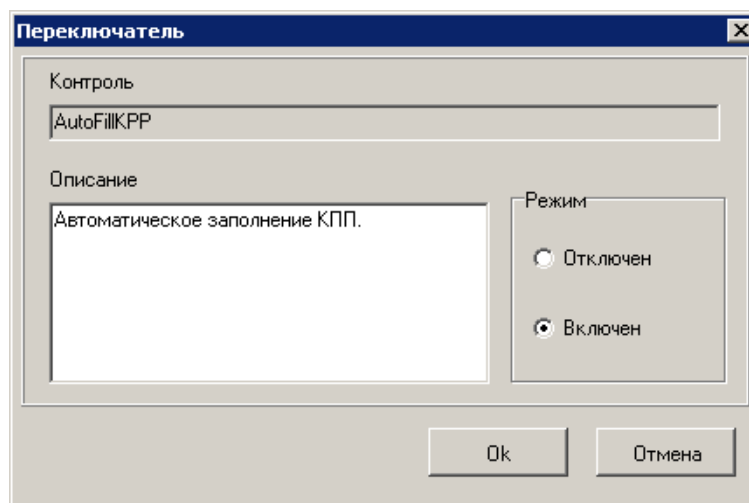 Переключатель
Контроль
AutoFillKPP
Описание
Автоматическое заполнение КПП.
Режим
Отключен
Включен
Ok
Отмена